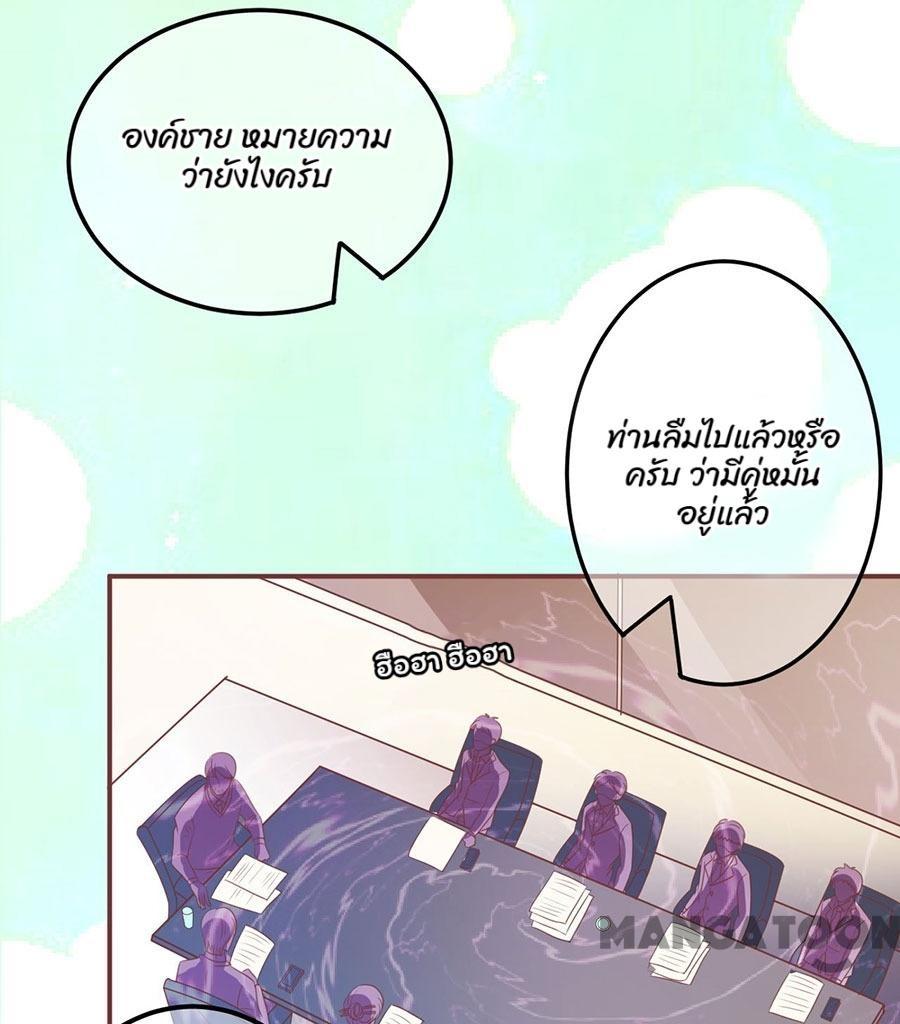 องค์ชาย หมายความ
ว่ายังไงครับ
ท่านลืมไปแล้วหรือ
ครับ ว่ามีคู่หมั้น
อยู่แล้ว
ฮือฮา ฮือฮา
MANGATOON